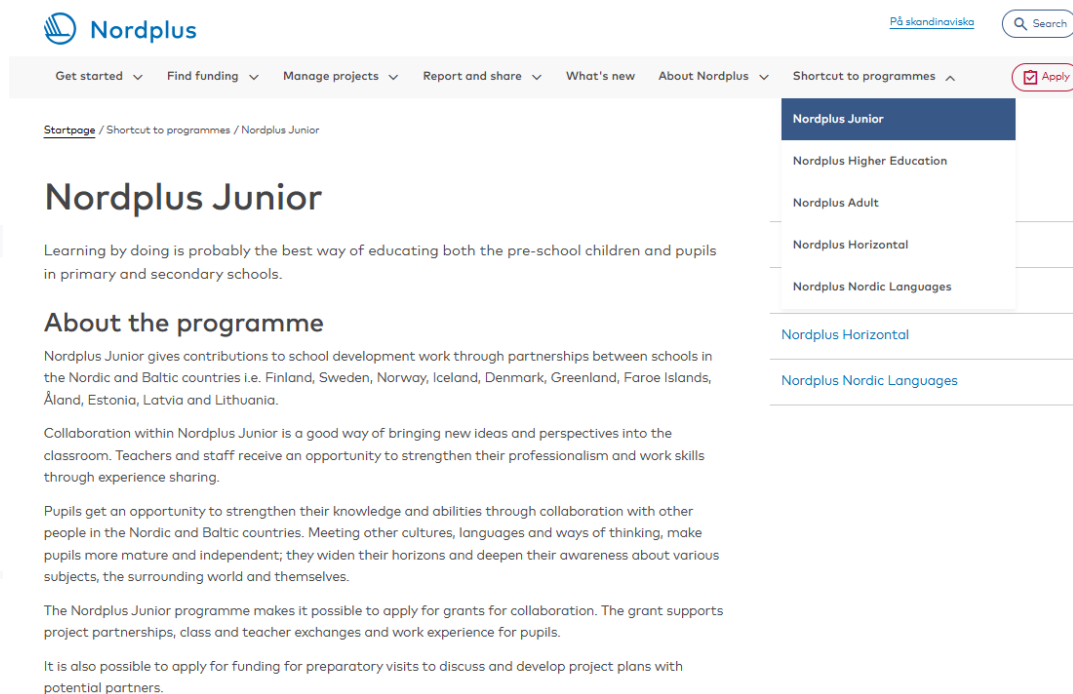 Nordplus
På skandinaviska
Search
Get started
Find funding
Manage projects
Report and share
What's new
About Nordplus
Shortcut to programmes
Apply
Nordplus Junior
Nordplus Higher Education
Nordplus Adult
Nordplus Horizontal
Nordplus Nordic Languages
Startpage / Shortcut to programmes / Nordplus Junior
Nordplus Junior
Learning by doing is probably the best way of educating both the pre-school children and pupils
in primary and secondary schools.
About the programme
Nordplus Junior gives contributions to school development work through partnerships between schools in
the Nordic and Baltic countries i.e. Finland, Sweden, Norway, Iceland, Denmark, Greenland, Faroe Islands,
Åland, Estonia, Latvia and Lithuania.
Collaboration within Nordplus Junior is a good way of bringing new ideas and perspectives into the
classroom. Teachers and staff receive an opportunity to strengthen their professionalism and work skills
through experience sharing.
Pupils get an opportunity to strengthen their knowledge and abilities through collaboration with other
people in the Nordic and Baltic countries. Meeting other cultures, languages and ways of thinking, make
pupils more mature and independent; they widen their horizons and deepen their awareness about various
subjects, the surrounding world and themselves.
The Nordplus Junior programme makes it possible to apply for grants for collaboration. The grant supports
project partnerships, class and teacher exchanges and work experience for pupils.
It is also possible to apply for funding for preparatory visits to discuss and develop project plans with
potential partners.
Nordplus Horizontal
Nordplus Nordic Languages